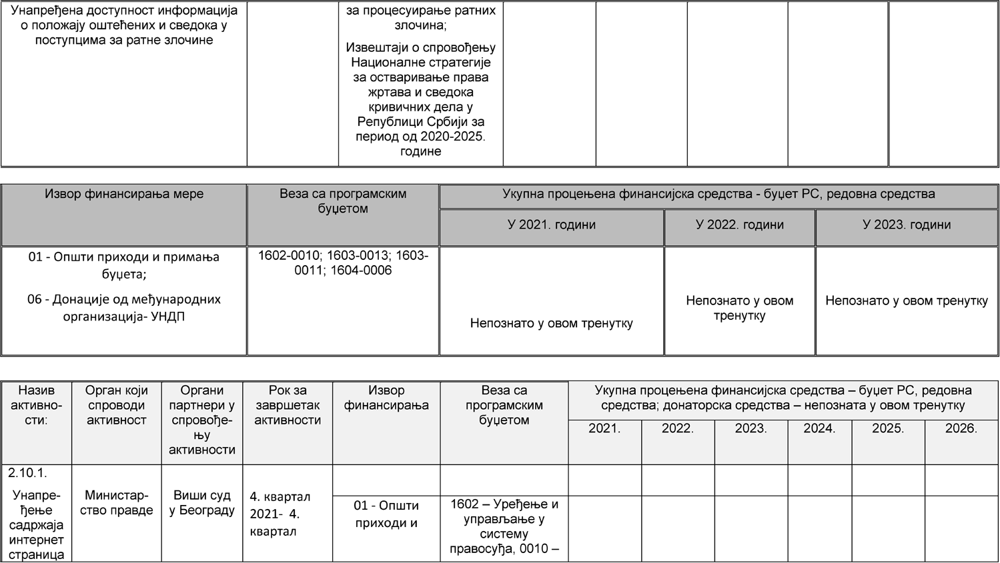 Унапређена доступност информација
о положају оштећених и сведока у
поступцима за ратне злочине
за процесуирање ратних
злочина;
Извештаји о спровођењу
Националне стратегије
за остваривање права
жртава и сведока
кривичних дела у
Републици Србији за
период од 2020-2025.
године
Извор финансирања мере
Веза са програмским
буџетом
Укупна процењена финансијска средства - буџет РС, редовна средства
У 2021. години
У 2022. години
У 2023. години
01 - Општи приходи и примања
буџета;
06 - Донације од међународних
организација- УНДП
1602-0010; 1603-0013; 1603-
0011; 1604-0006
Непознато у овом тренутку
Непознато у овом
тренутку
Непознато у овом тренутку
Назив
активно-
сти:
Орган који
спроводи
активност
Органи
партнери у
спровође-
њу
активности
Рок за
завршетак
активности
Извор
финансирања
Веза са
програмским
буџетом
Укупна процењена финансијска средства – буџет РС, редовна
средства; донаторска средства – непозната у овом тренутку
2021.
2022.
2023.
2024.
2025.
2026.
2.10.1.
Унапре-
ђење
садржаја
интернет
страница
Министар-
ство правде
Виши суд
у Београду
4. квартал
2021- 4.
квартал
01 - Општи
приходи и
1602 – Уређење и
управљање у
систему
правосуђа, 0010 –